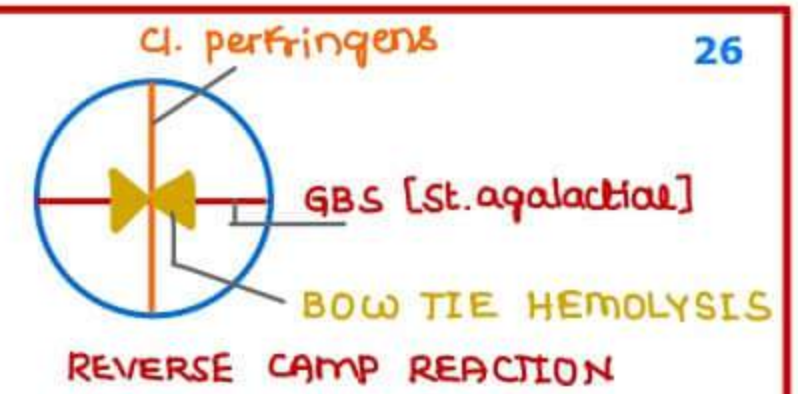 Cl. perfringens
26
GBS [St. agalactiae]
BOW TIE HEMOLYSIS
REVERSE CAMP REACTION